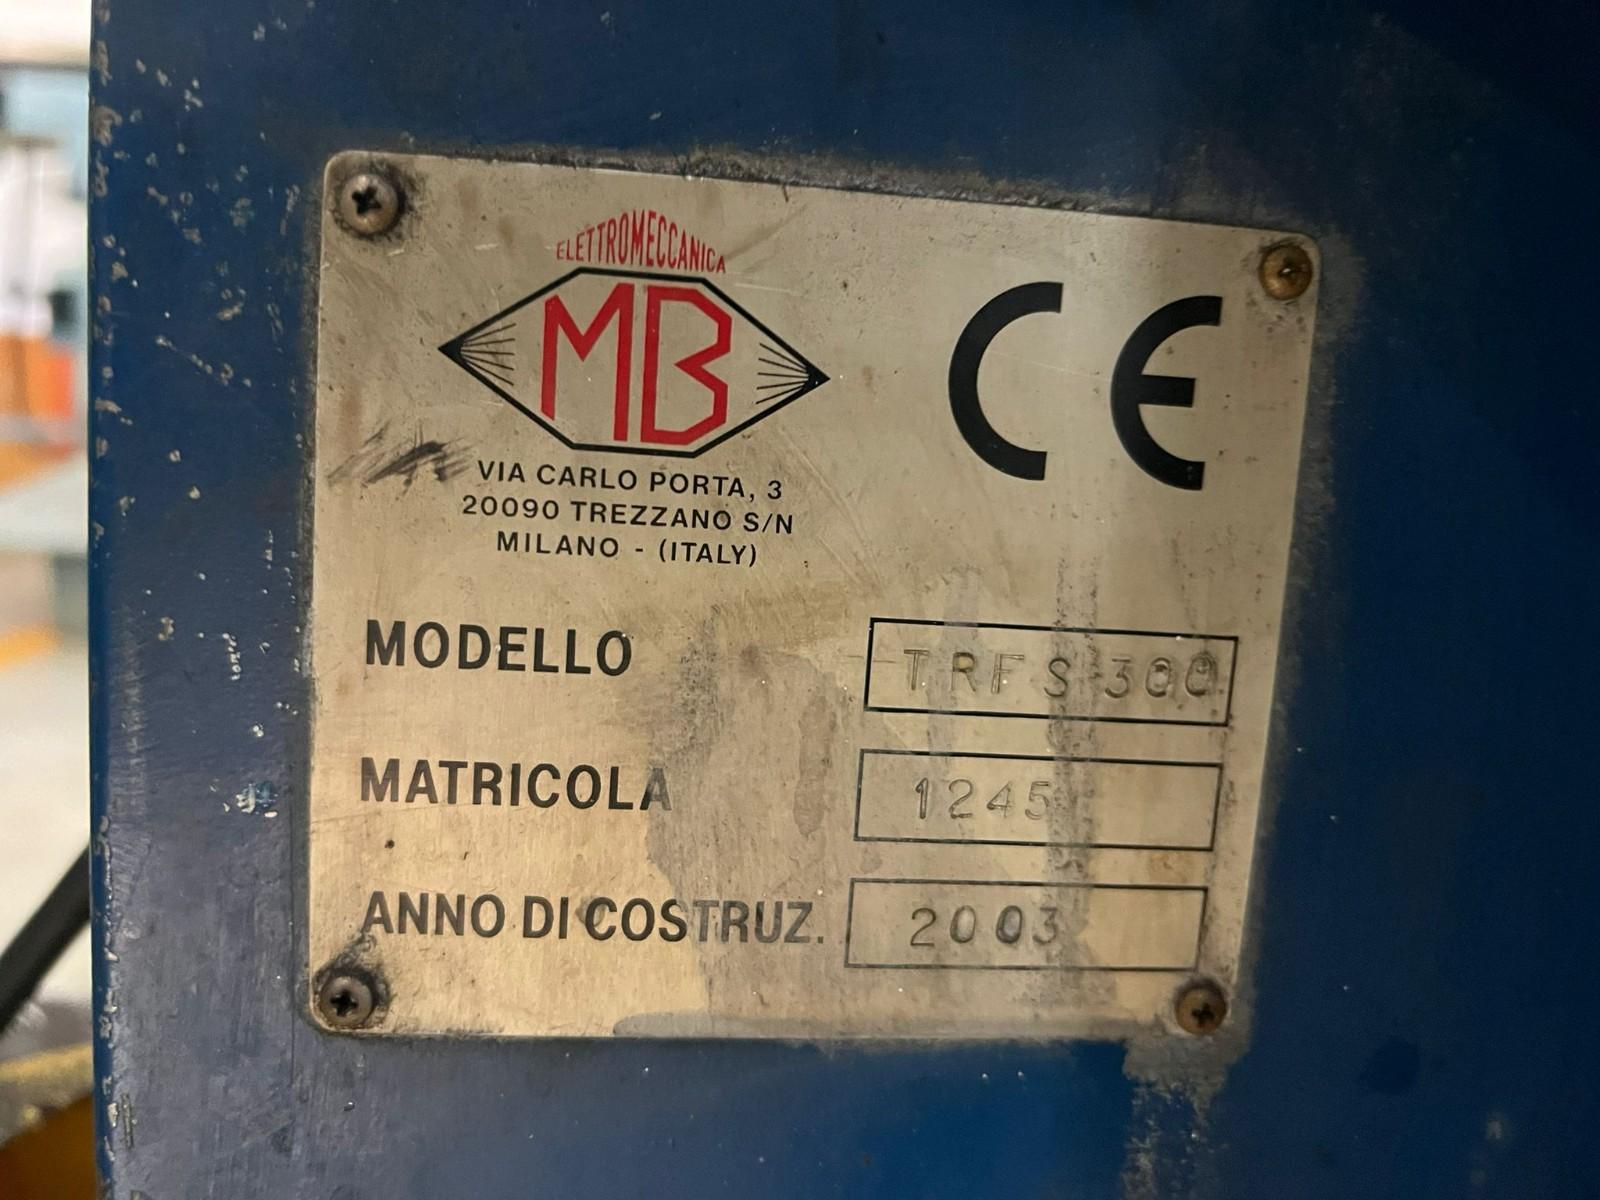 ELETTROMECCANICA
MB
CE
VIA CARLO PORTA, 3
20090 TREZZANO S/N
MILANO - (ITALY)
MODELLO TRFS 300
MATRICOLA 1245
ANNO DI COSTRUZ. 2003